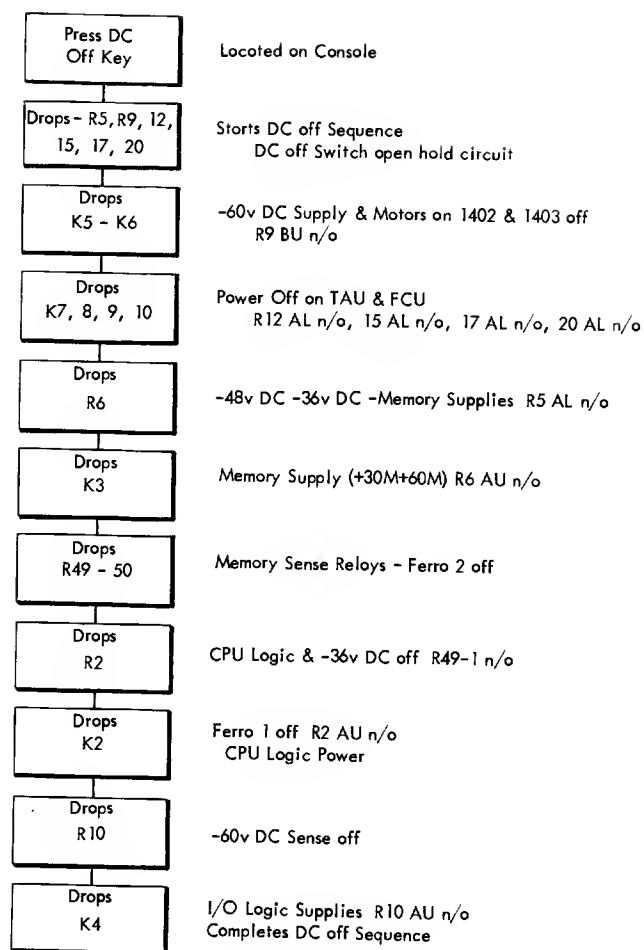 Press DC
Off Key
Locoted on Console
Drops - R5, R9, 12,
15, 17, 20
Storts DC off Sequence
DC off Switch open hold circuit
Drops
K5 - K6
-60v DC Supply & Motors on 1402 & 1403 off
R9 BU n/o
Drops
K7, 8, 9, 10
Power Off on TAU & FCU
R12 AL n/o, 15 AL n/o, 17 AL n/o, 20 AL n/o
Drops
R6
-48v DC -36v DC -Memory Supplies R5 AL n/o
Drops
K3
Memory Supply (+30M+60M) R6 AU n/o
Drops
R49 - 50
Memory Sense Reloys - Ferro 2 off
Drops
R2
CPU Logic & -36v DC off R49-1 n/o
Drops
K2
Ferro 1 off R2 AU n/o
CPU Logic Power
Drops
R10
-60v DC Sense off
Drops
K4
I/O Logic Supplies R10 AU n/o
Completes DC off Sequence